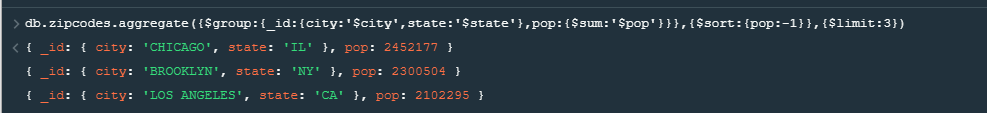 > db.zipcodes.aggregate({$group:{_id:{city:'$city',state:'$state'},pop:{$sum:'$pop'}}},{$sort:{pop:-1}},{$limit:3})
< { _id: { city: 'CHICAGO', state: 'IL' }, pop: 2452177 }
{ _id: { city: 'BROOKLYN', state: 'NY' }, pop: 2300504 }
{ _id: { city: 'LOS ANGELES', state: 'CA' }, pop: 2102295 }